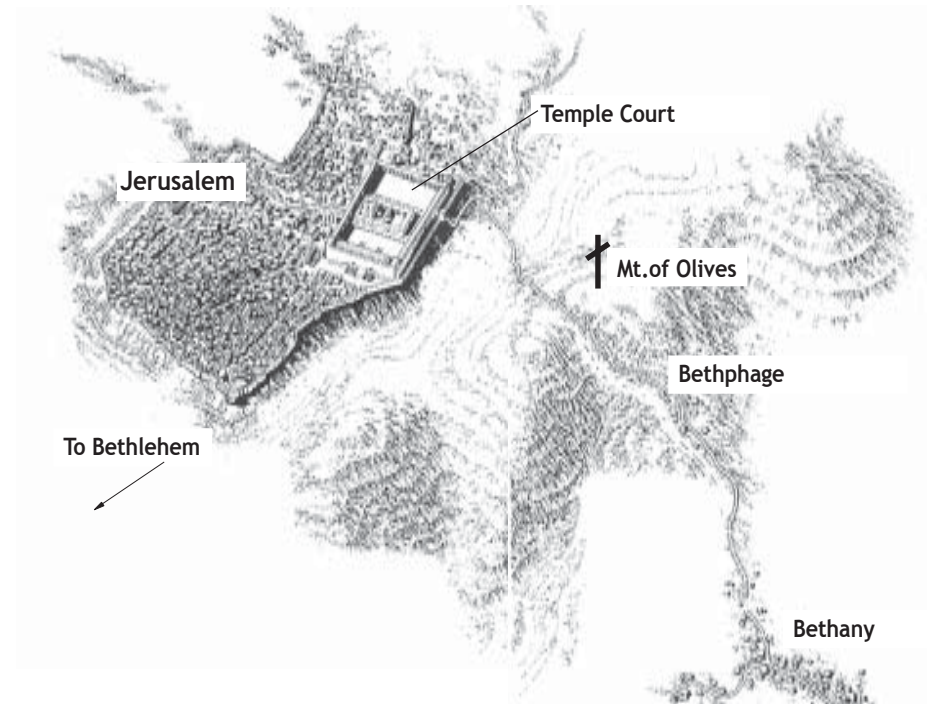 Temple Court
Jerusalem
Mt.of Olives
Bethphage
To Bethlehem
Bethany